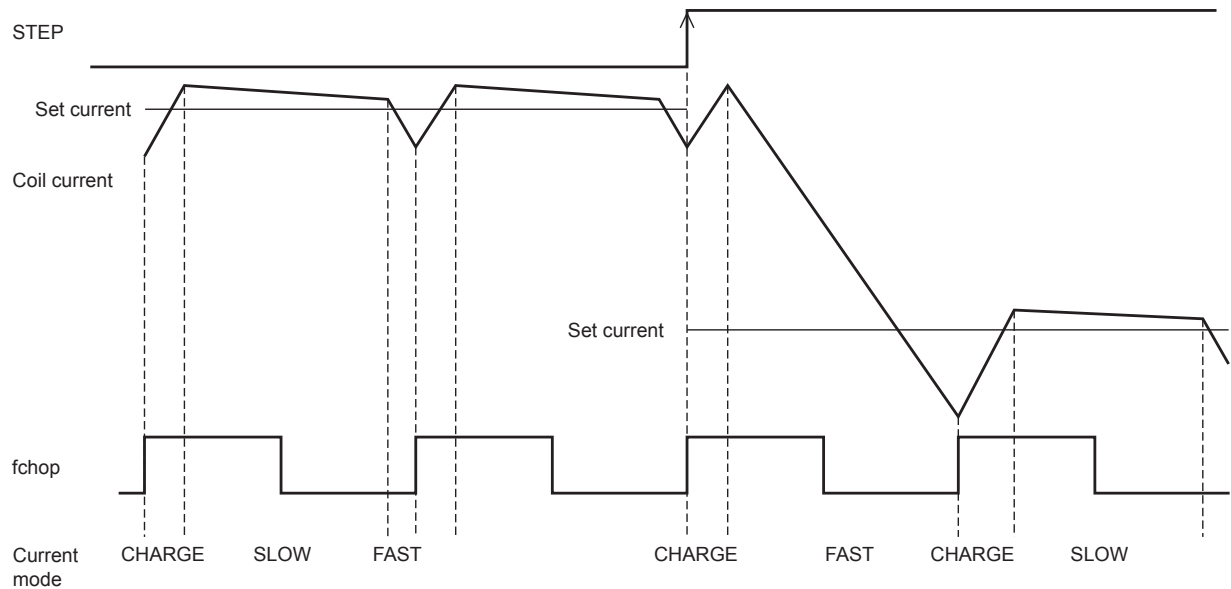 STEP
Set current
Coil current
Set current
fchop
Current
mode
CHARGE SLOW FAST CHARGE FAST CHARGE SLOW